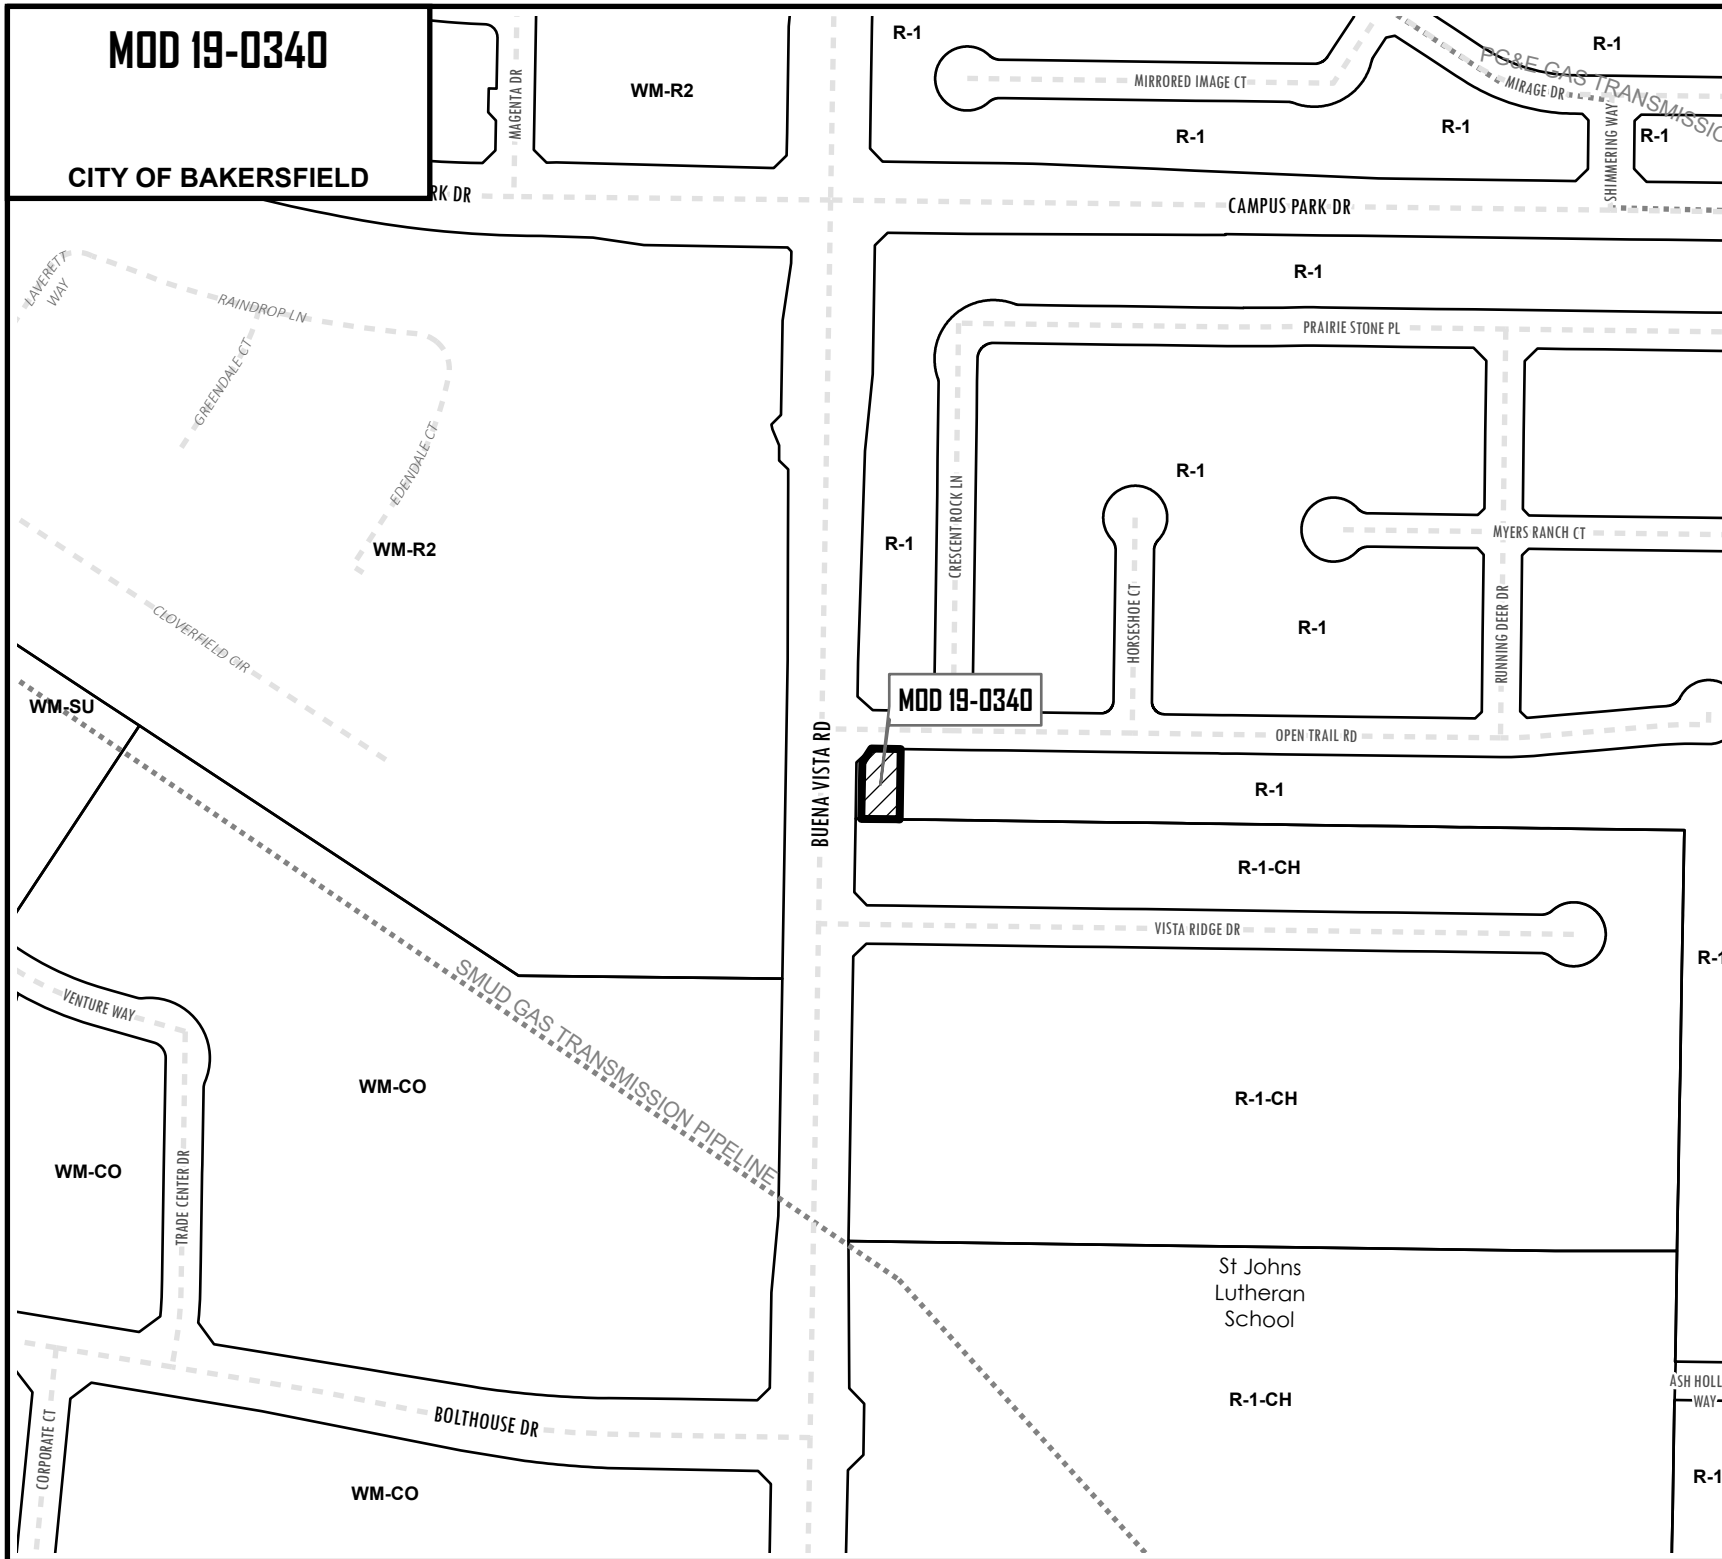 MOD 19-0340
CITY OF BAKERSFIELD
R-1
R-1
WM-R2
MAGENTA DR
MIRRORED IMAGE CT
PG&E GAS TRANSMISSIO
MIRAGE DR
R-1
R-1
R-1
SHIMMERING WAY
RK DR
CAMPUS PARK DR
LAVERETT
WAY
RAINDROP LN
GREENDALE CT
EDENDALE CT
R-1
PRAIRIE STONE PL
R-1
CRESCENT ROCK LN
MYERS RANCH CT
R-1
WM-R2
HORSESHOE CT
R-1
RUNNING DEER DR
CLOVERFIELD CIR
WM-SU
MOD 19-0340
OPEN TRAIL RD
BUENA VISTA RD
R-1
R-1-CH
VISTA RIDGE DR
R-1
SMUD GAS TRANSMISSION PIPELINE
VENTURE WAY
WM-CO
R-1-CH
WM-CO
TRADE CENTER DR
St Johns
Lutheran
School
ASH HOLL
WAY
R-1-CH
BOLTHOUSE DR
CORPORATE CT
R-1
WM-CO